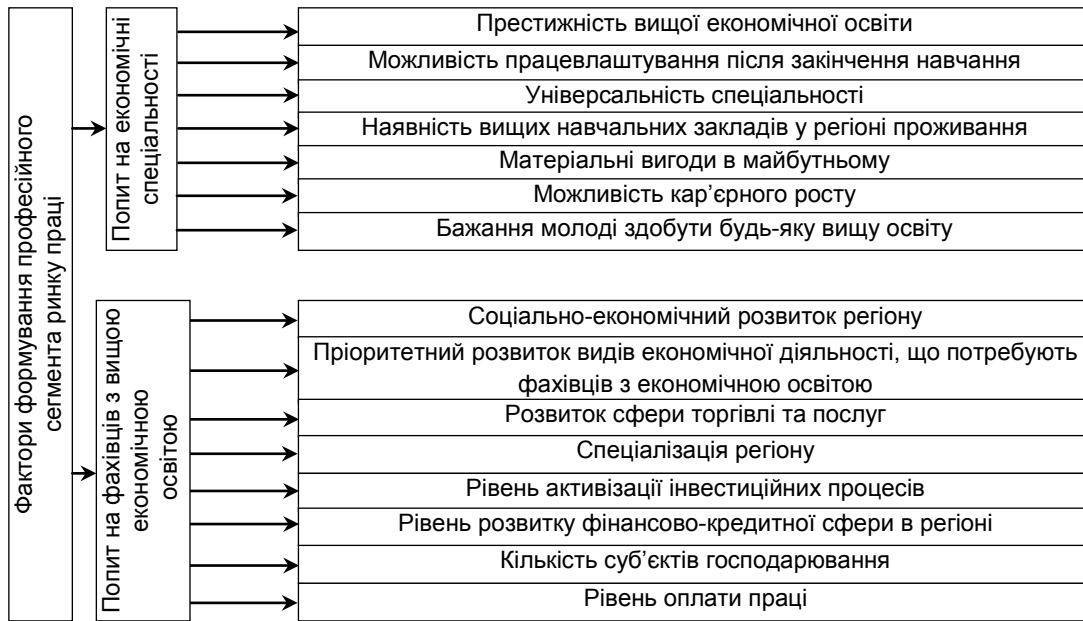 Фактори формування професійного
сегмента ринку праці
Попит на економічні
спеціальності
Престижність вищої економічної освіти
Можливість працевлаштування після закінчення навчання
Універсальність спеціальності
Наявність вищих навчальних закладів у регіоні проживання
Матеріальні вигоди в майбутньому
Можливість кар’єрного росту
Бажання молоді здобути будь-яку вищу освіту
Попит на фахівців з вищою
економічною
освітою
Соціально-економічний розвиток регіону
Пріоритетний розвиток видів економічної діяльності, що потребують
фахівців з економічною освітою
Розвиток сфери торгівлі та послуг
Спеціалізація регіону
Рівень активізації інвестиційних процесів
Рівень розвитку фінансово-кредитної сфери в регіоні
Кількість суб’єктів господарювання
Рівень оплати праці